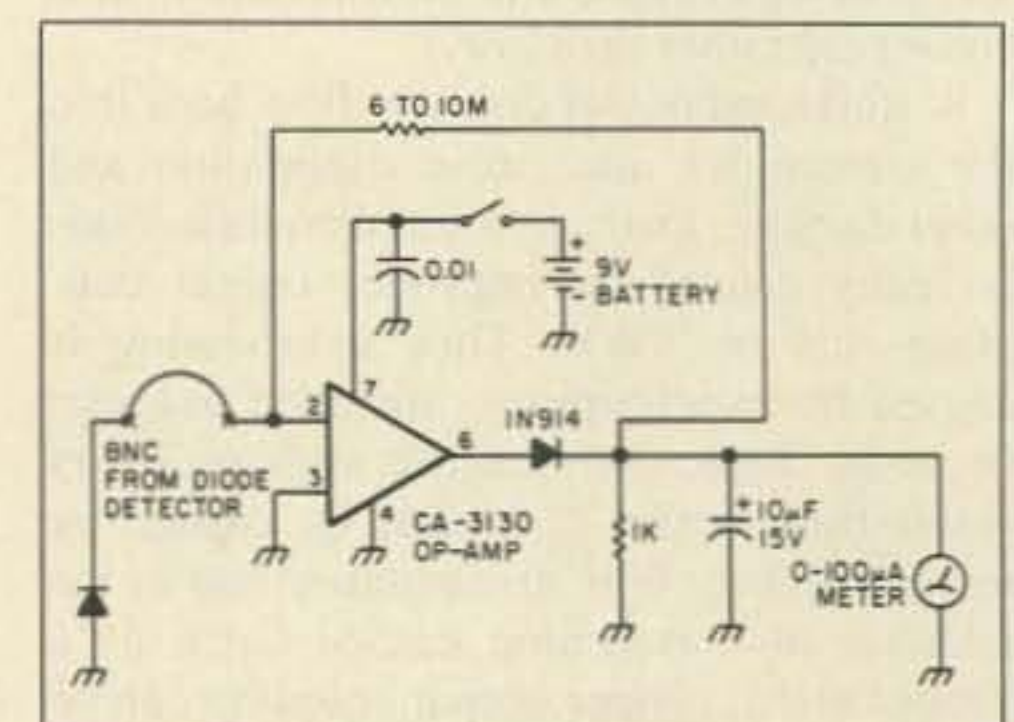 6 TO 10M
0.01
+
9V
- BATTERY
2
7
3
6
4
1N914
BNC
FROM DIODE
DETECTOR
CA-3130
OP-AMP
1K
+
10µF
15V
0-100µA
METER